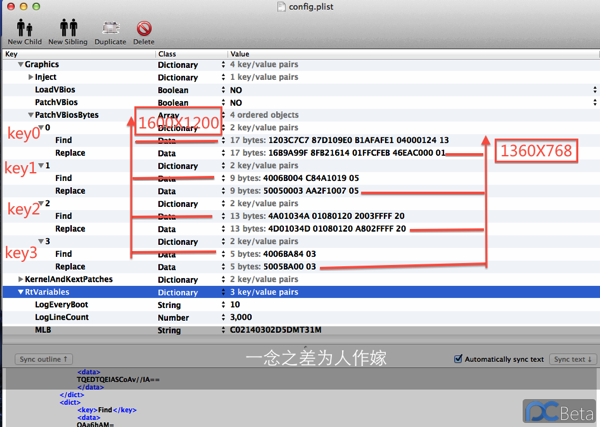 config.plist
New Child New Sibling Duplicate Delete
Key Class Value
Graphics Dictionary 4 key/value pairs
Inject Dictionary 1 key/value pairs
LoadVBios Boolean NO
PatchVBios Boolean NO
PatchVBiosBytes Array 4 ordered objects
1600X1200
key0 0 Dictionary 2 key/value pairs
Find Data 17 bytes: 1203C7C7 87D109E0 B1AFAFE1 04000124 13
Replace Data 17 bytes: 1689A99F 8FB21614 01FFCFEB 46EAC000 01
1360X768
key1 1 Dictionary 2 key/value pairs
Find Data 9 bytes: 4006B004 C84A1019 05
Replace Data 9 bytes: 50050003 AA2F1007 05
key2 2 Dictionary 2 key/value pairs
Find Data 13 bytes: 4A01034A 01080120 2003FFFF 20
Replace Data 13 bytes: 4D01034D 01080120 A802FFFF 20
key3 3 Dictionary 2 key/value pairs
Find Data 5 bytes: 4006BA84 03
Replace Data 5 bytes: 5005BA00 03
KernelAndKextPatches Dictionary 2 key/value pairs
RtVariables Dictionary 3 key/value pairs
LogEveryBoot String 10
LogLineCount Number 3,000
MLB String C02140302D5DMT31M
Sync outline ↑ 一念之差为人作嫁 Automatically sync text Sync text ↓
<data>
TQEDTQEIASCoAv//IA==
</data>
</dict>
<dict>
<key>Find</key>
<data>
QAa6hAM=
PCBeta